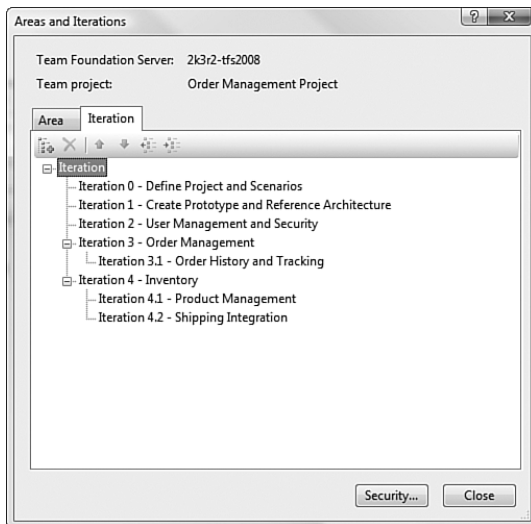 Areas and Iterations
Team Foundation Server: 2k3r2-tfs2008
Team project: Order Management Project
Area Iteration
Iteration
Iteration 0 - Define Project and Scenarios
Iteration 1 - Create Prototype and Reference Architecture
Iteration 2 - User Management and Security
Iteration 3 - Order Management
Iteration 3.1 - Order History and Tracking
Iteration 4 - Inventory
Iteration 4.1 - Product Management
Iteration 4.2 - Shipping Integration
Security... Close